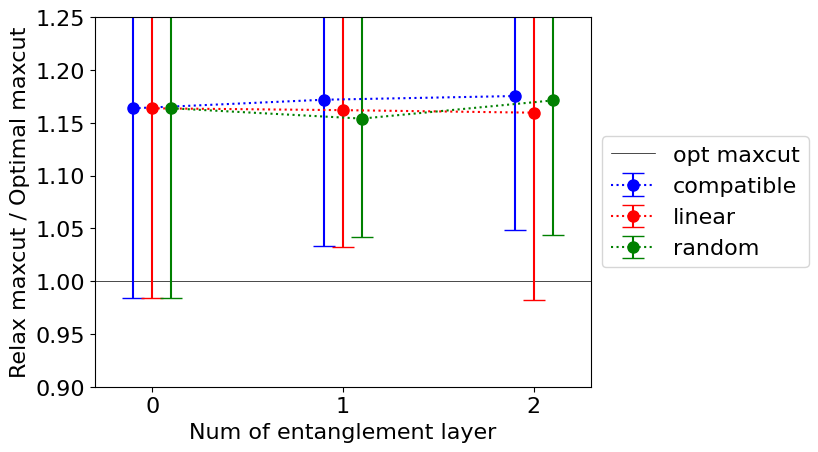 Relax maxcut / Optimal maxcut
1.25
1.20
1.15
1.10
1.05
1.00
0.95
0.90
0
1
2
Num of entanglement layer
opt maxcut
compatible
linear
random